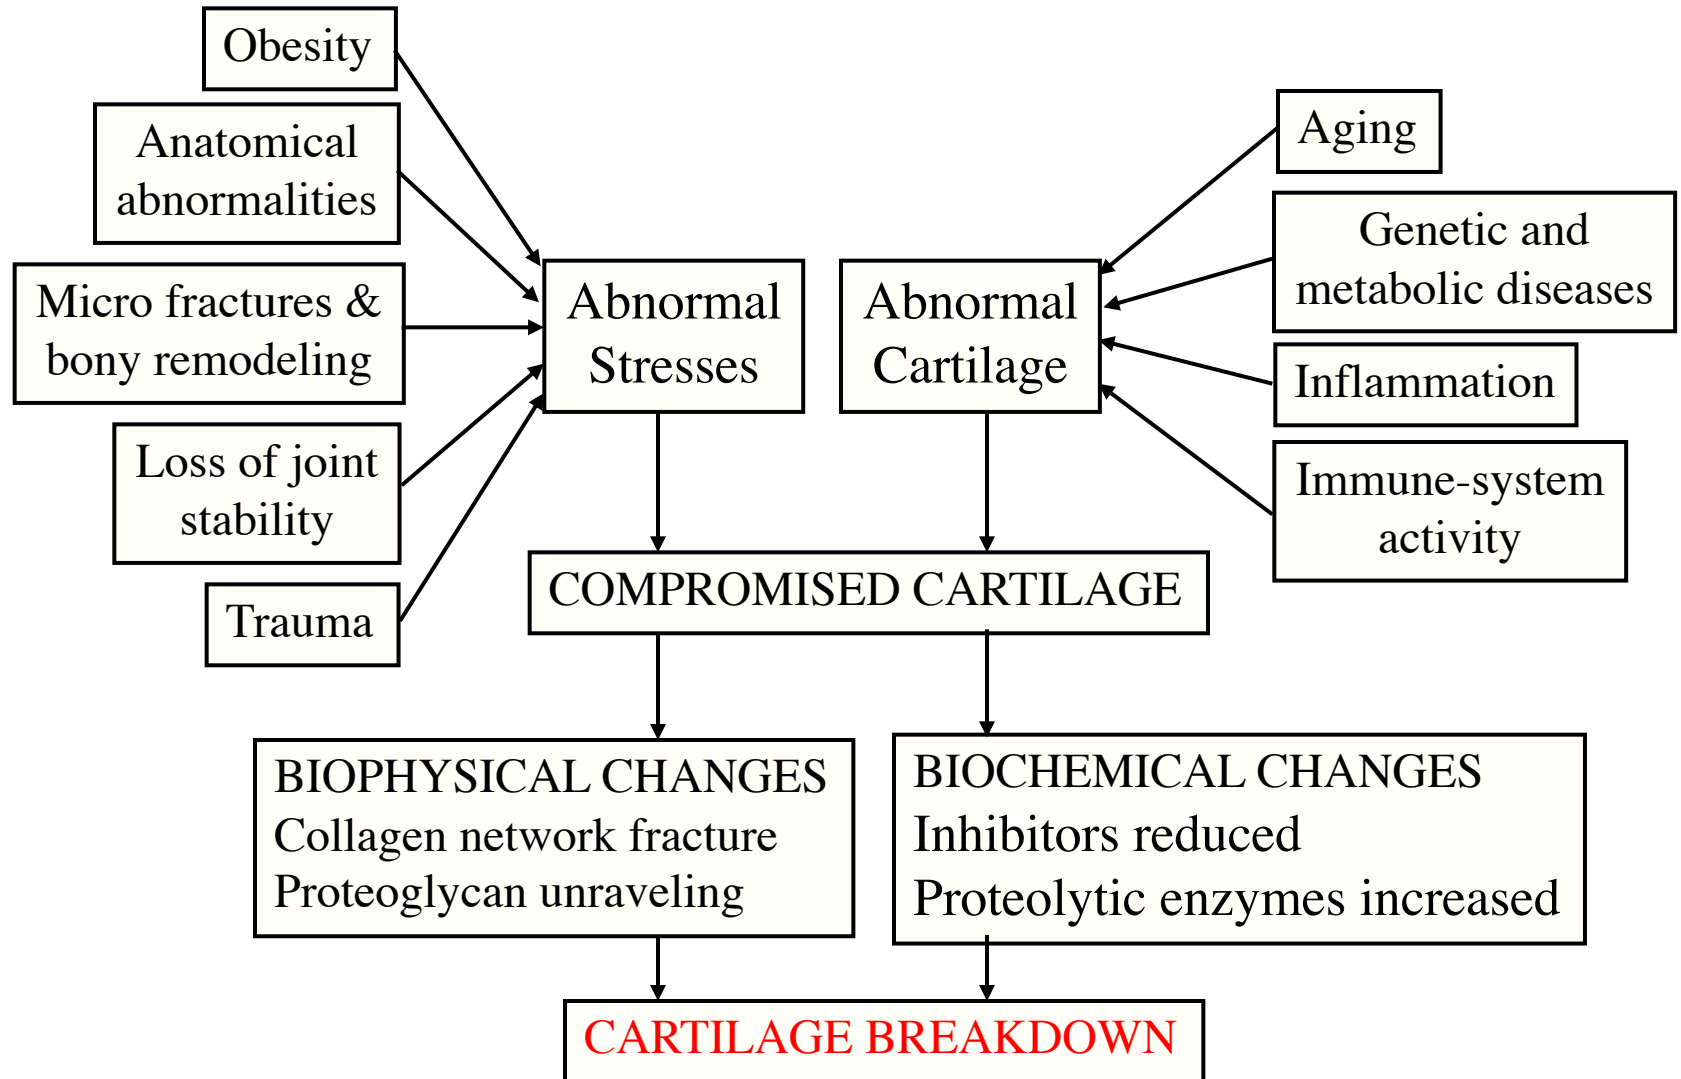 Obesity
Anatomical
abnormalities
Micro fractures &
bony remodeling
Loss of joint
stability
Trauma
Abnormal
Stresses
Abnormal
Cartilage
Aging
Genetic and
metabolic diseases
Inflammation
Immune-system
activity
COMPROMISED CARTILAGE
BIOPHYSICAL CHANGES
Collagen network fracture
Proteoglycan unraveling
BIOCHEMICAL CHANGES
Inhibitors reduced
Proteolytic enzymes increased
CARTILAGE BREAKDOWN